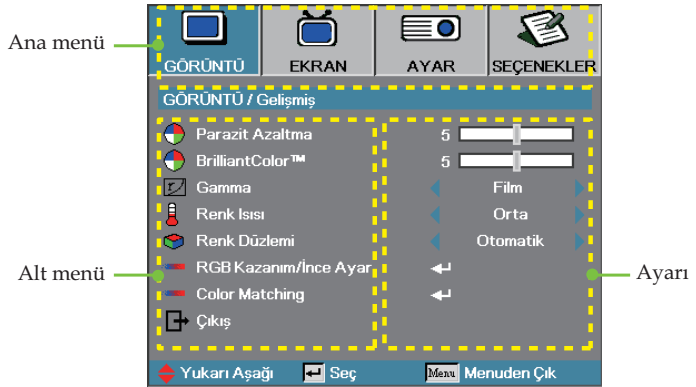 Ana menü
GÖRÜNTÜ EKRAN AYAR SEÇENEKLER
GÖRÜNTÜ / Gelişmiş
Parazit Azaltma 5
BrilliantColor™ 5
Gamma Film
Renk Isısı Orta
Renk Düzlemi Otomatik
Alt menü RGB Kazanım/İnce Ayar Ayarı
Color Matching
Çıkış
Yukarı Aşağı Seç Menu Menuden Çık